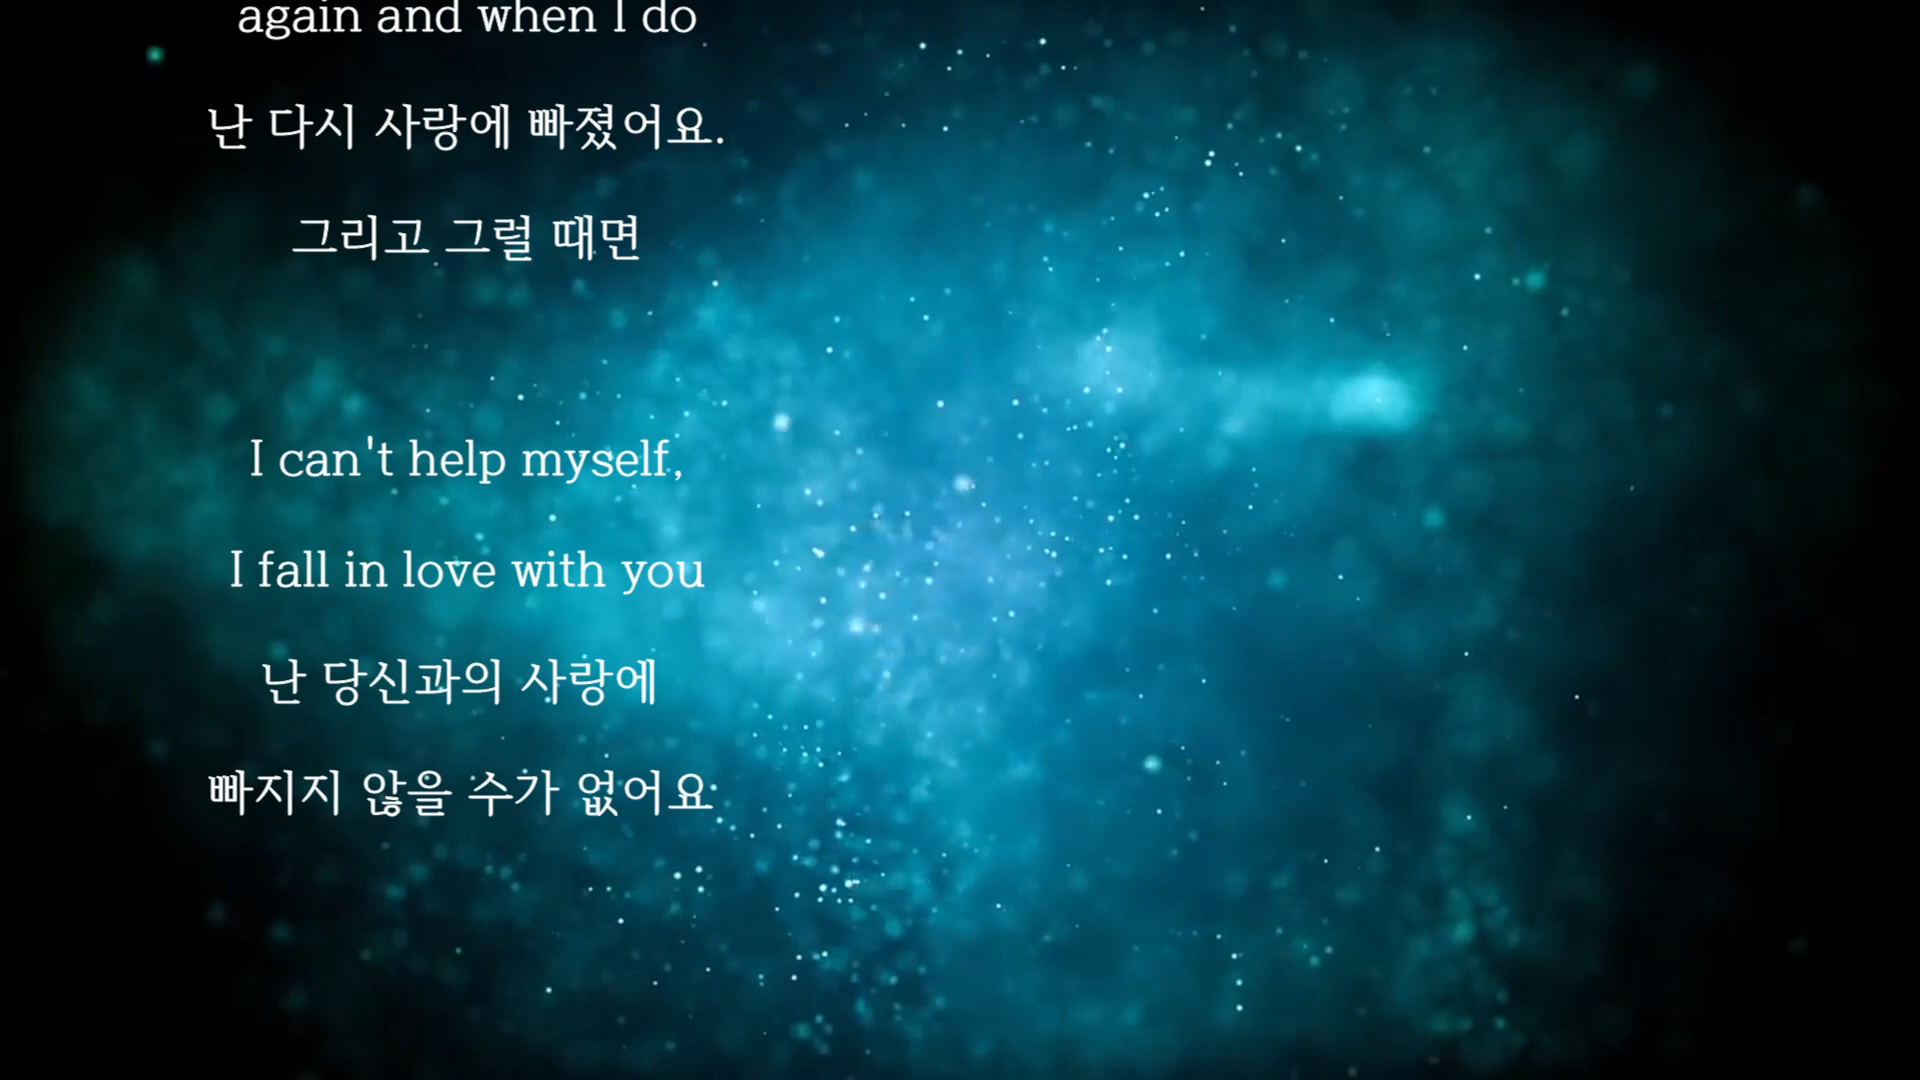 again and when I do
난 다시 사랑에 빠졌어요.
그리고 그럴 때면
I can't help myself,
I fall in love with you
난 당신과의 사랑에
빠지지 않을 수가 없어요